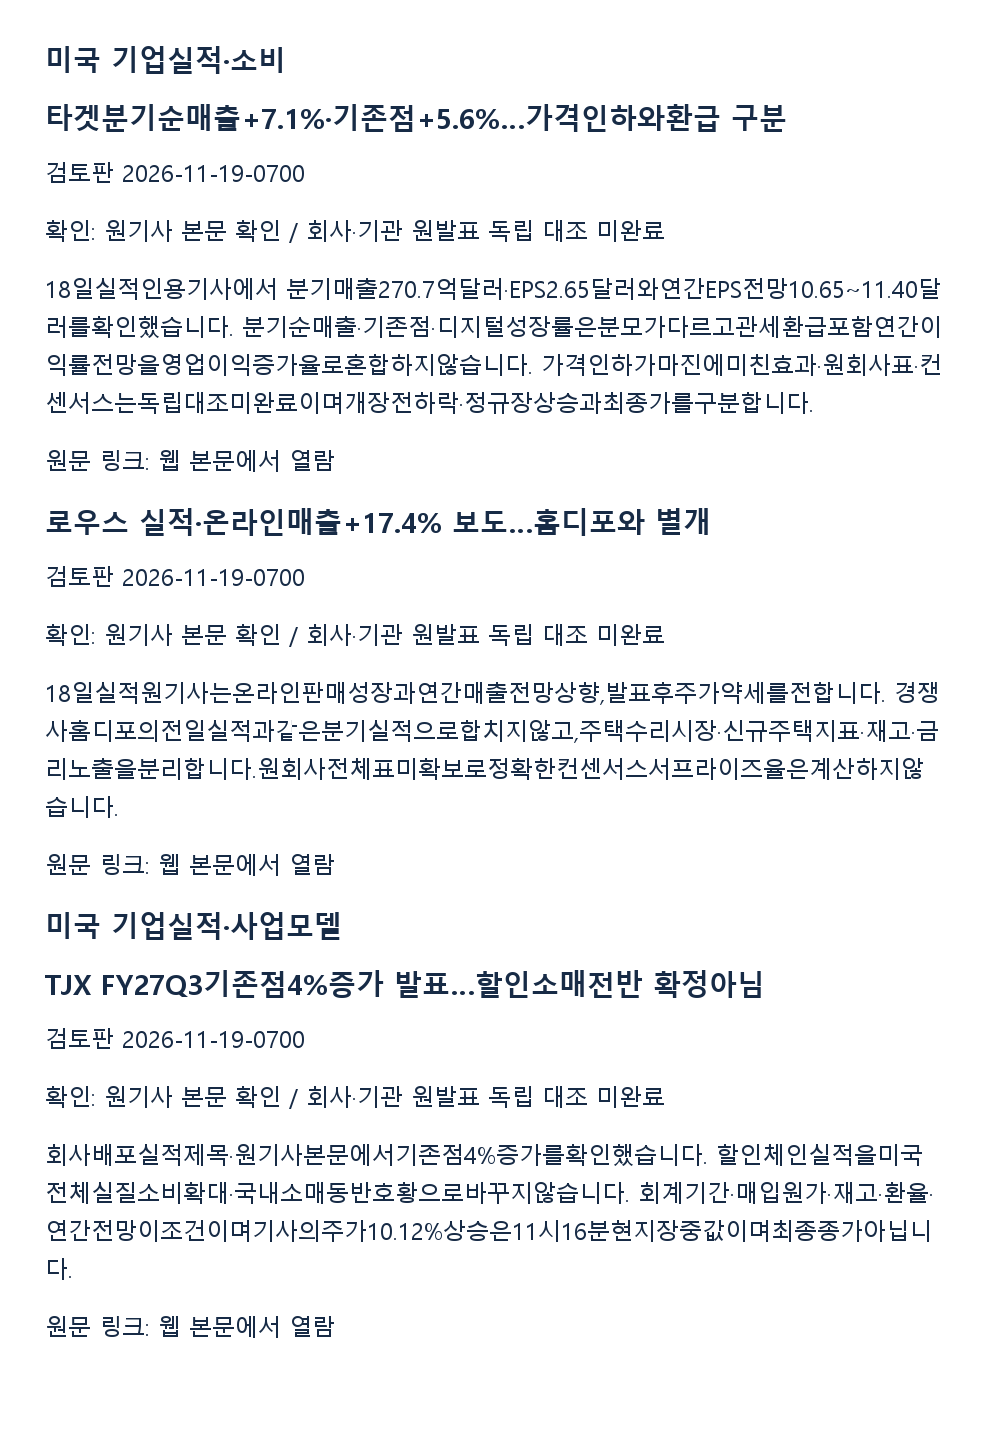 미국 기업실적·소비
타겟분기순매출+7.1%·기존점+5.6%...가격인하와환급 구분
검토판 2026-11-19-0700
확인: 원기사 본문 확인 / 회사·기관 원발표 독립 대조 미완료
18일실적인용기사에서 분기매출270.7억달러·EPS2.65달러와연간EPS전망10.65~11.40달
러를확인했습니다. 분기순매출·기존점·디지털성장률은분모가다르고관세환급포함연간이
익률전망을영업이익증가율로혼합하지않습니다. 가격인하가마진에미친효과·원회사표·컨
센서스는독립대조미완료이며개장전하락·정규장상승과최종가를구분합니다.
원문 링크: 웹 본문에서 열람
로우스 실적·온라인매출+17.4% 보도...홈디포와 별개
검토판 2026-11-19-0700
확인: 원기사 본문 확인 / 회사·기관 원발표 독립 대조 미완료
18일실적원기사는온라인판매성장과연간매출전망상향,발표후주가약세를전합니다. 경쟁
사홈디포의전일실적과같은분기실적으로합치지않고,주택수리시장·신규주택지표·재고·금
리노출을분리합니다.원회사전체표미확보로정확한컨센서스서프라이즈율은계산하지않
습니다.
원문 링크: 웹 본문에서 열람
미국 기업실적·사업모델
TJX FY27Q3기존점4%증가 발표...할인소매전반 확정아님
검토판 2026-11-19-0700
확인: 원기사 본문 확인 / 회사·기관 원발표 독립 대조 미완료
회사배포실적제목·원기사본문에서기존점4%증가를확인했습니다. 할인체인실적을미국
전체실질소비확대·국내소매동반호황으로바꾸지않습니다. 회계기간·매입원가·재고·환율·
연간전망이조건이며기사의주가10.12%상승은11시16분현지장중값이며최종종가아닙니
다.
원문 링크: 웹 본문에서 열람